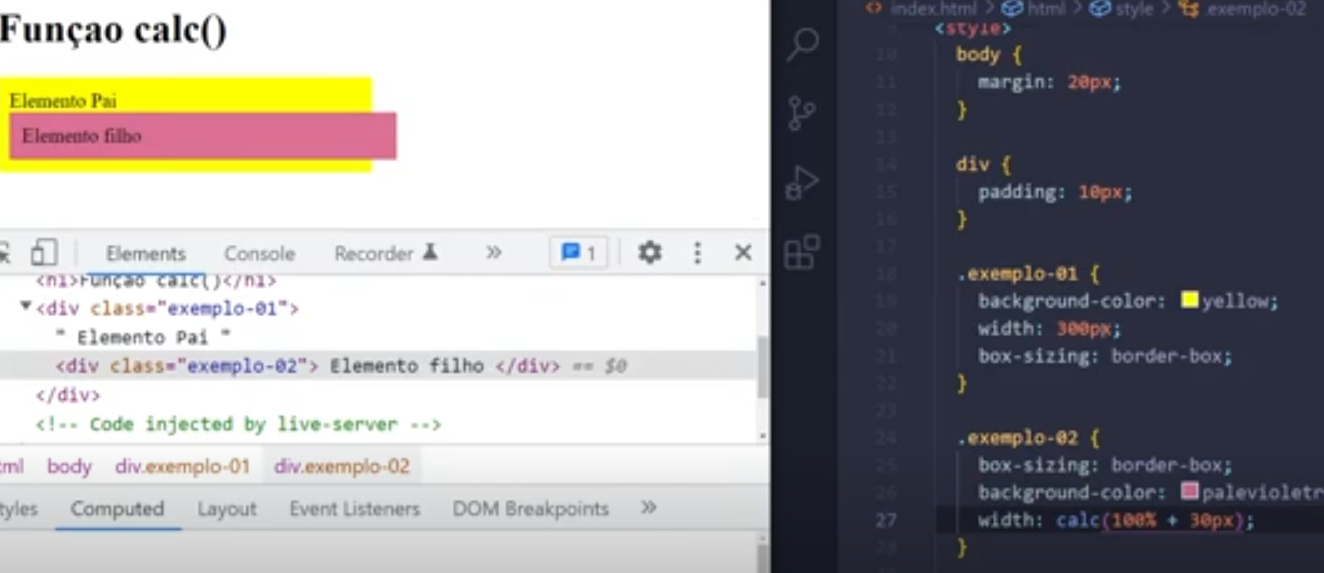 Funçao calc()
Elemento Pai
Elemento filho
Elements Console Recorder » 1
<h1>Função calc()</h1>
<div class="exemplo-01">
" Elemento Pai "
<div class="exemplo-02"> Elemento filho </div> == $0
</div>
<!-- Code injected by live-server -->
tml body div.exemplo-01 div.exemplo-02
tyles Computed Layout Event Listeners DOM Breakpoints »
index.html > html > style > .exemplo-02
9 <style>
10 body {
11 margin: 20px;
12 }
13
14 div {
15 padding: 10px;
16 }
17
18 .exemplo-01 {
19 background-color: yellow;
20 width: 300px;
21 box-sizing: border-box;
22 }
23
24 .exemplo-02 {
25 box-sizing: border-box;
26 background-color: palevioletr
27 width: calc(100% + 30px);
28 }